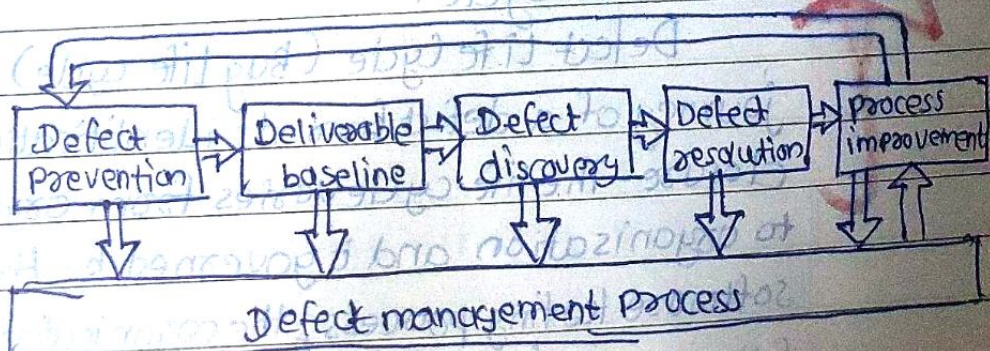 Defect
prevention
Deliverable
baseline
Defect
discovery
Defect
resolution
process
improvement
Defect management process